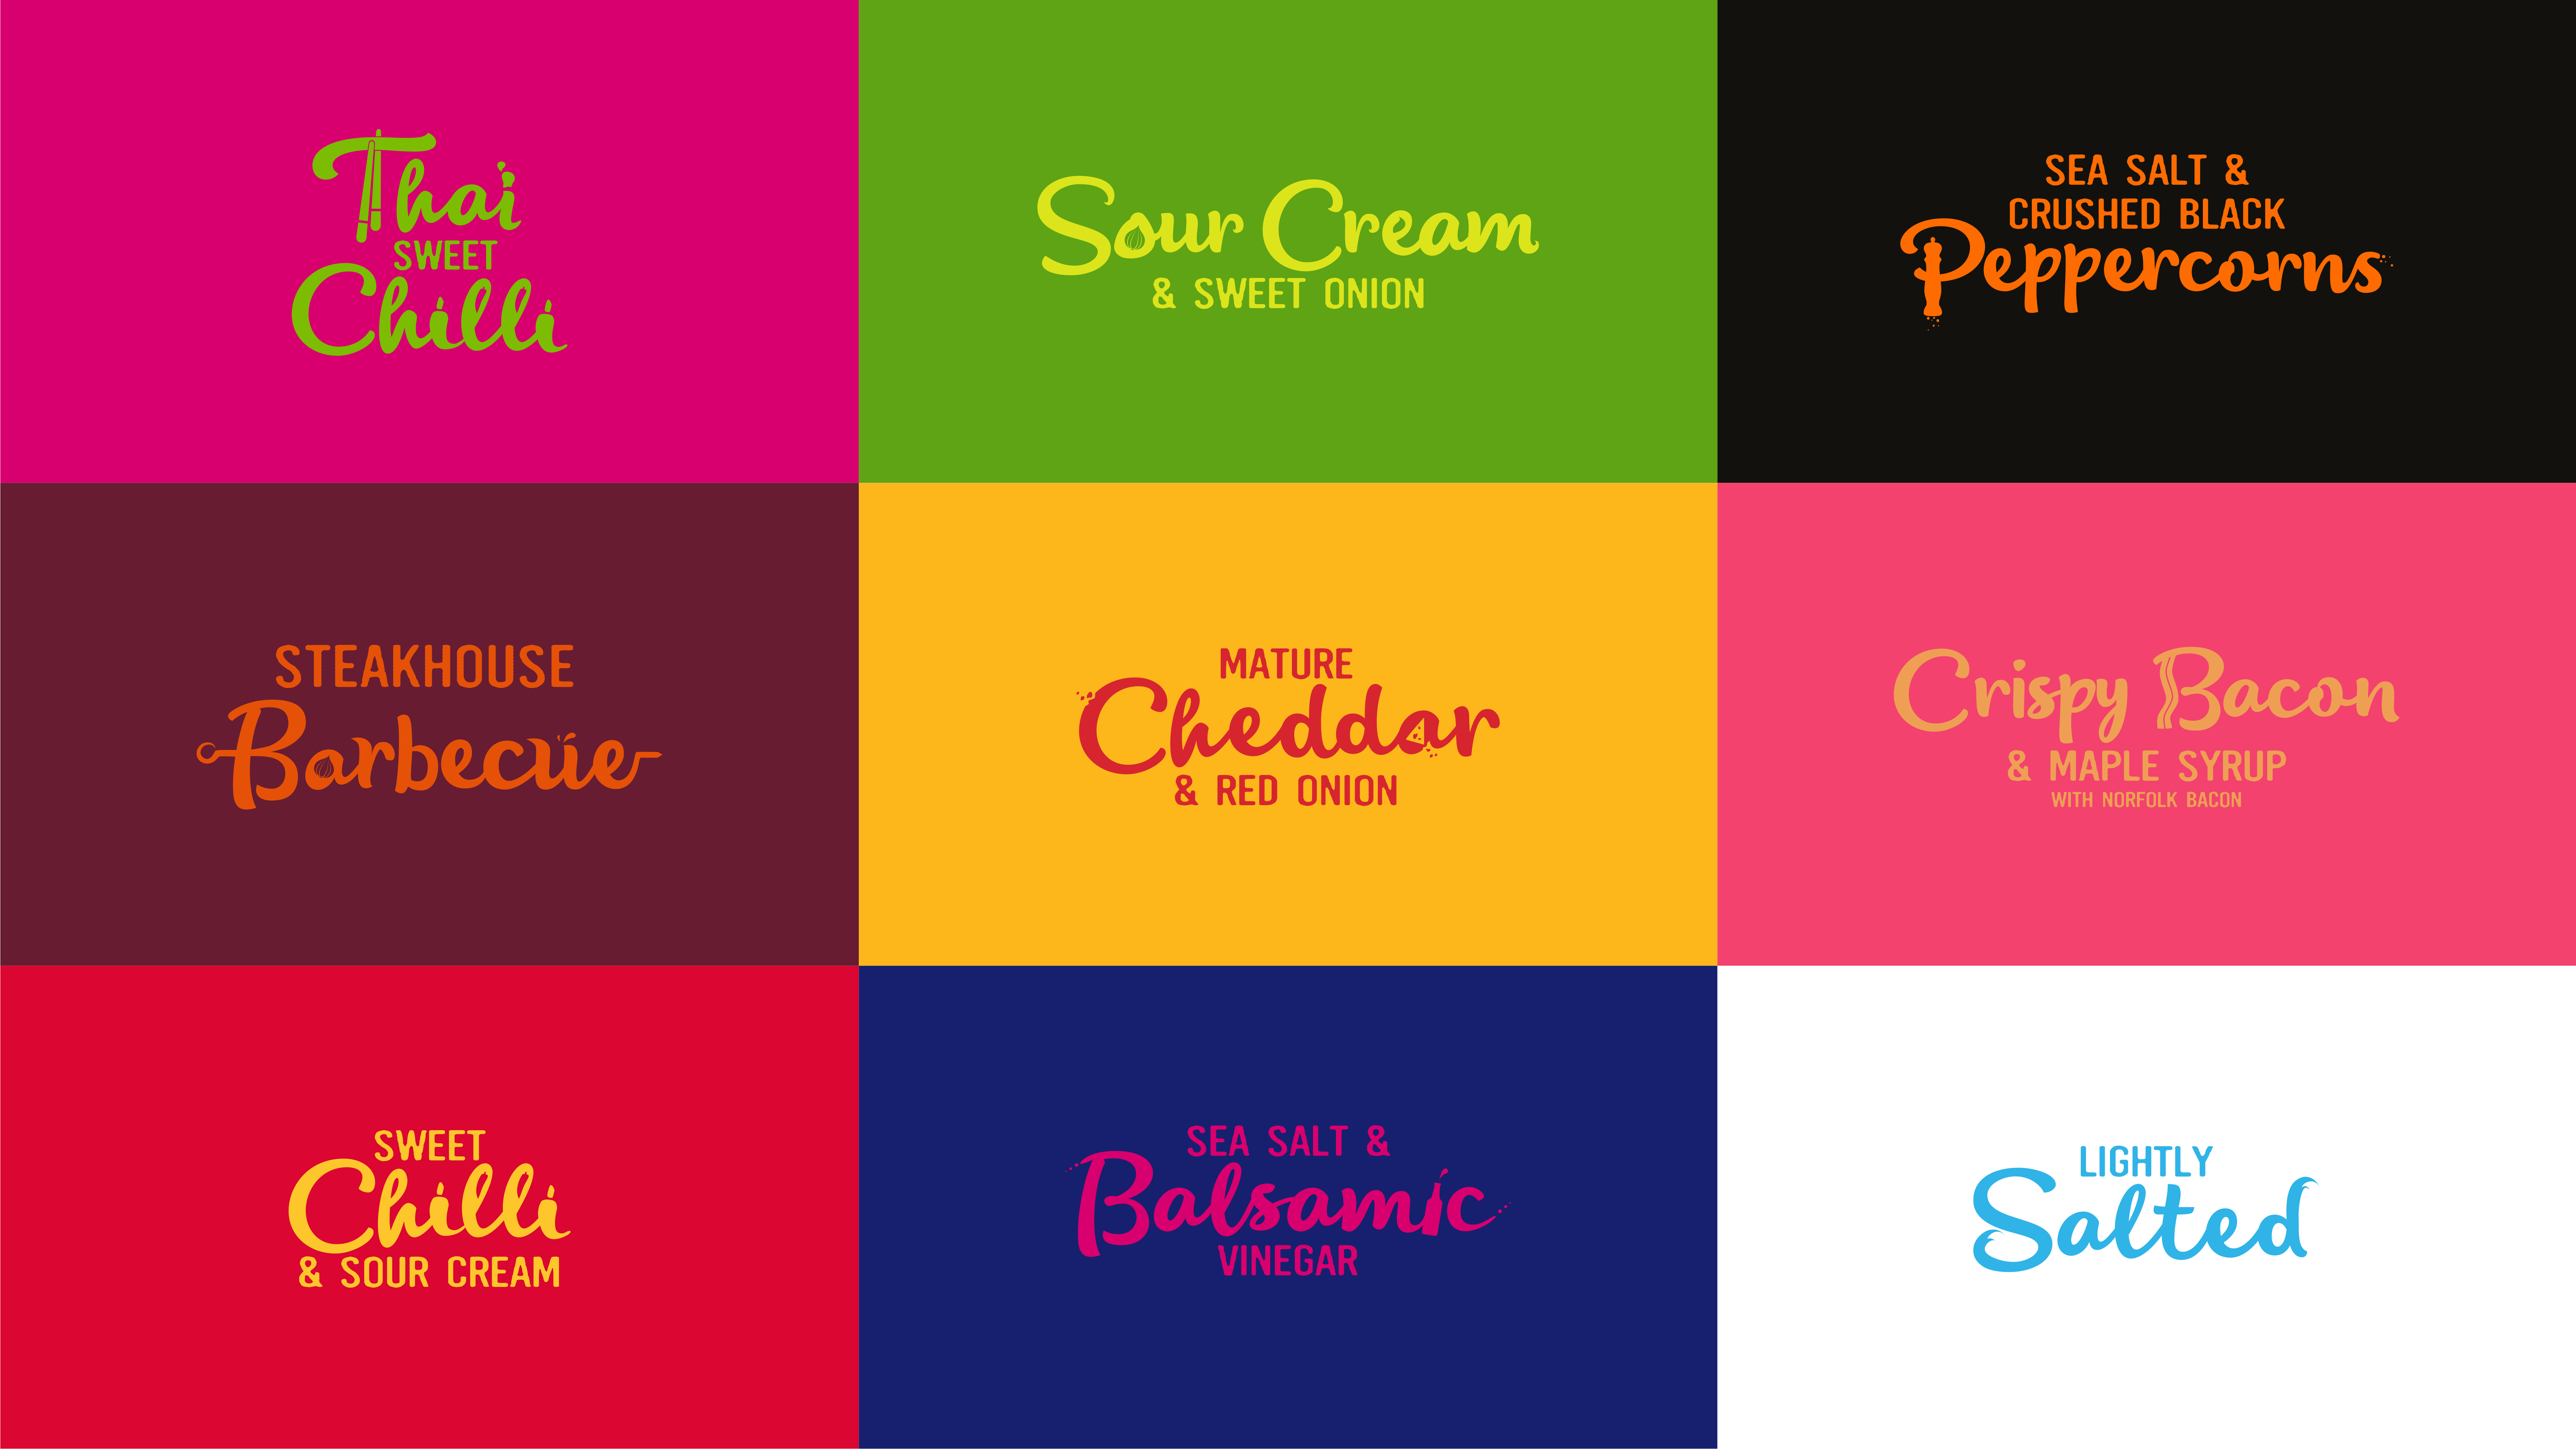 Thai
SWEET
Chilli
Sour Cream
& SWEET ONION
SEA SALT &
CRUSHED BLACK
Peppercorns
STEAKHOUSE
Barbecue
MATURE
Cheddar
& RED ONION
Crispy Bacon
& MAPLE SYRUP
WITH NORFOLK BACON
SWEET
Chilli
& SOUR CREAM
SEA SALT &
Balsamic
VINEGAR
LIGHTLY
Salted